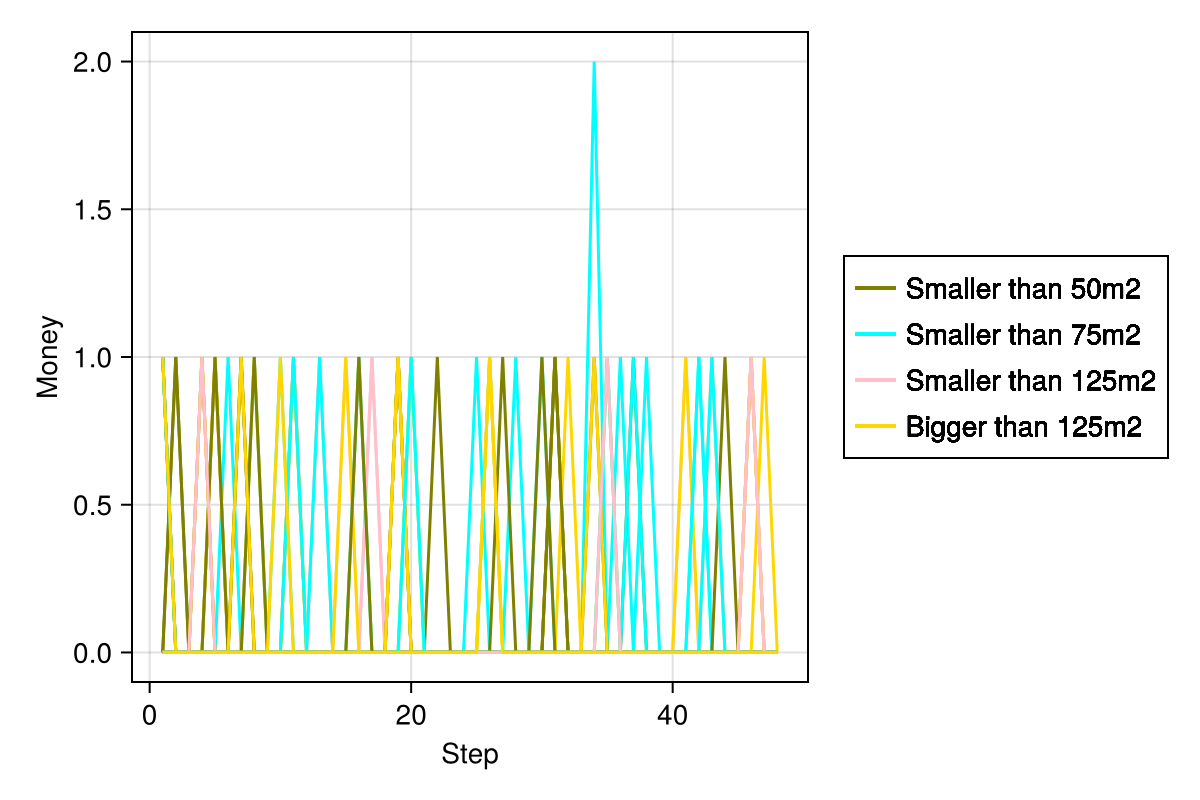 2.0
1.5
1.0
0.5
0.0
Money
0
20
40
Step
Smaller than 50m2
Smaller than 75m2
Smaller than 125m2
Bigger than 125m2